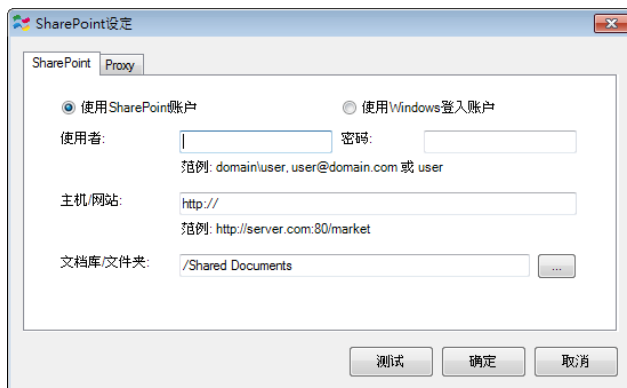 SharePoint设定
SharePoint Proxy
使用SharePoint账户 使用Windows登入账户
使用者: 密码:
范例: domain\user, user@domain.com 或 user
主机/网站: http://
范例: http://server.com:80/market
文档库/文件夹: /Shared Documents ...
测试 确定 取消